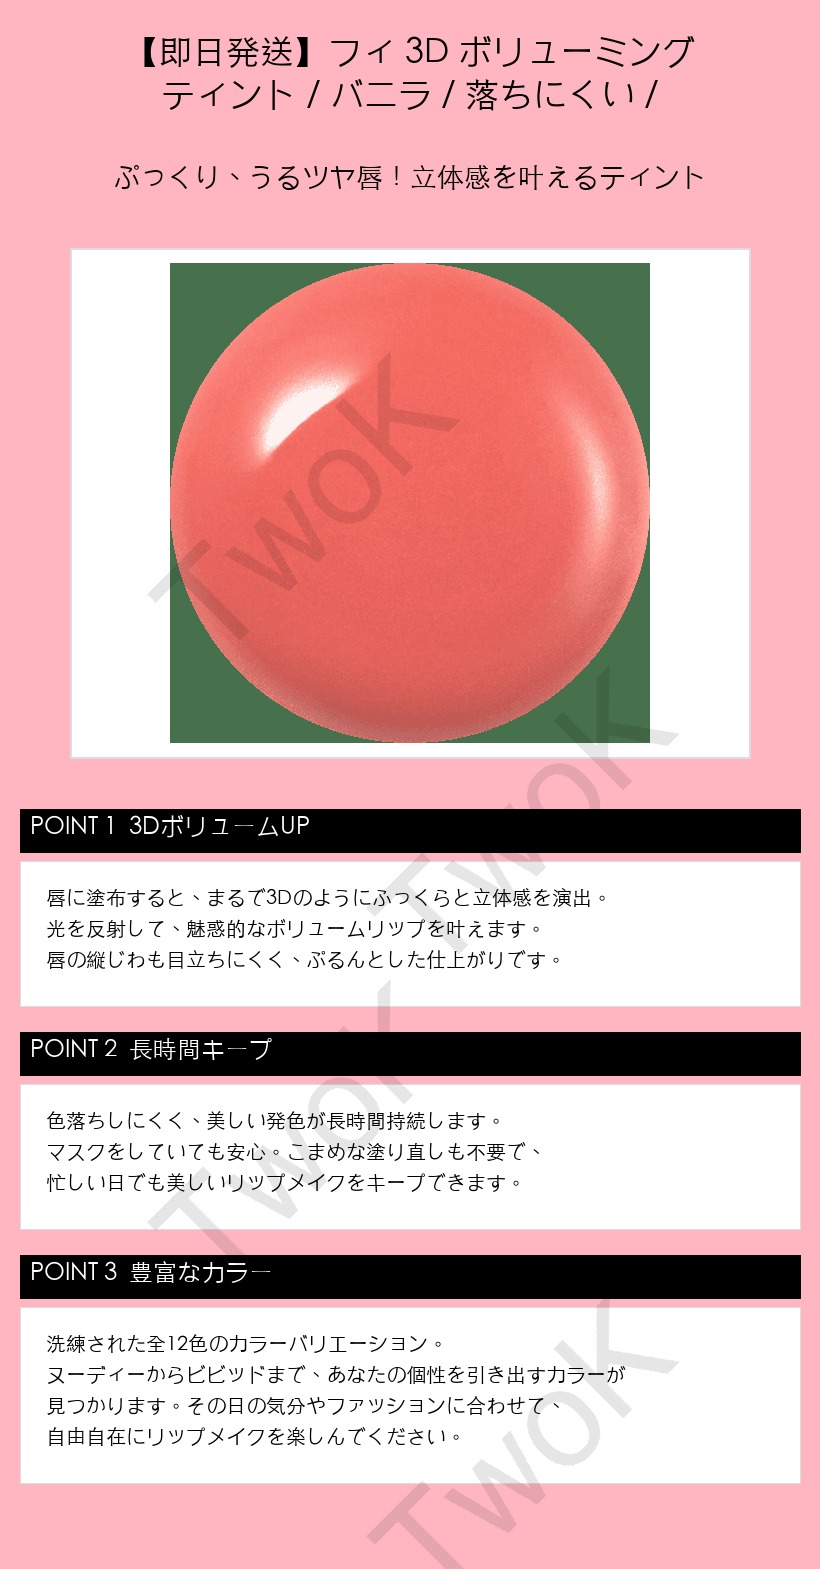 【即日発送】フィ 3D ボリューミング
ティント / バニラ / 落ちにくい /
ぷっくり、うるツヤ唇！立体感を叶えるティント
TwoK
TwoK
POINT 1 3DボリュームUP
唇に塗布すると、まるで3Dのようにふっくらと立体感を演出。
光を反射して、魅惑的なボリュームリップを叶えます。
唇の縦じわも目立ちにくく、ぷるんとした仕上がりです。
TwoK
POINT 2 長時間キープ
色落ちしにくく、美しい発色が長時間持続します。
マスクをしていても安心。こまめな塗り直しも不要で、
忙しい日でも美しいリップメイクをキープできます。
POINT 3 豊富なカラー
洗練された全12色のカラーバリエーション。
ヌーディーからビビッドまで、あなたの個性を引き出すカラーが
見つかります。その日の気分やファッションに合わせて、
自由自在にリップメイクを楽しんでください。
TwoK